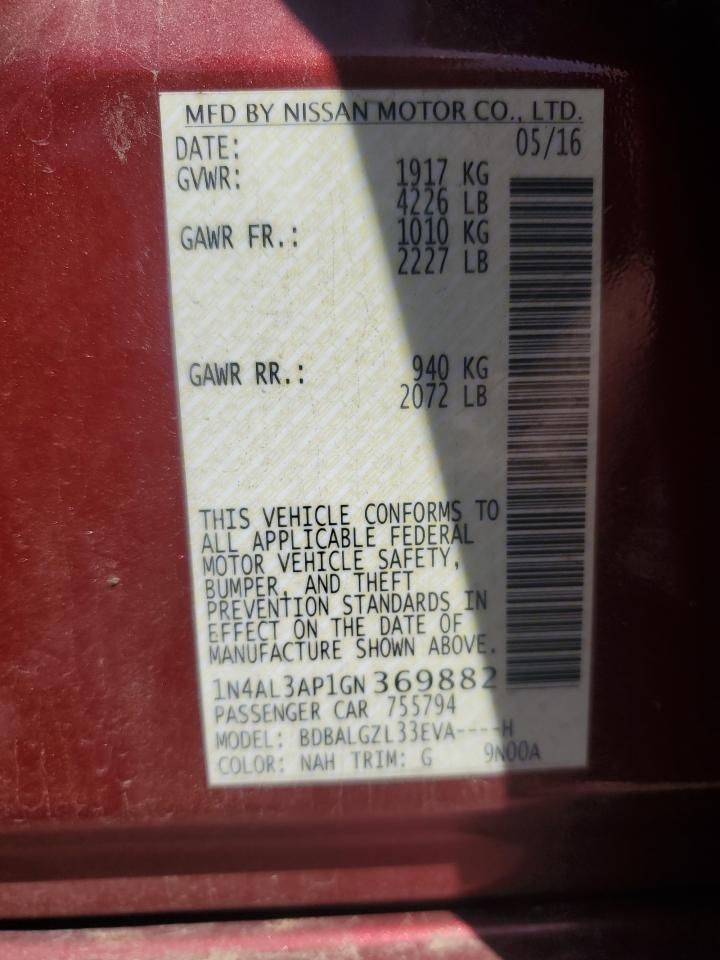 MFD BY NISSAN MOTOR CO., LTD.
DATE: 05/16
GVWR: 1917 KG
4226 LB
GAWR FR.: 1010 KG
2227 LB
GAWR RR.: 940 KG
2072 LB
THIS VEHICLE CONFORMS TO
ALL APPLICABLE FEDERAL
MOTOR VEHICLE SAFETY,
BUMPER, AND THEFT
PREVENTION STANDARDS IN
EFFECT ON THE DATE OF
MANUFACTURE SHOWN ABOVE.
1N4AL3AP1GN 369882
PASSENGER CAR 755794
MODEL: BDBALGZL33EVA----H
COLOR: NAH TRIM: G 9N00A